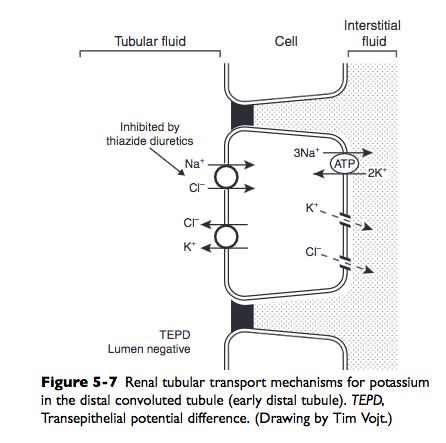 Tubular fluid
Cell
Interstitial
fluid
Inhibited by
thiazide diuretics
Na+
Cl−
Cl−
K+
3Na+
ATP
2K+
K+
Cl−
TEPD
Lumen negative
Figure 5-7 Renal tubular transport mechanisms for potassium
in the distal convoluted tubule (early distal tubule). TEPD,
Transepithelial potential difference. (Drawing by Tim Vojt.)